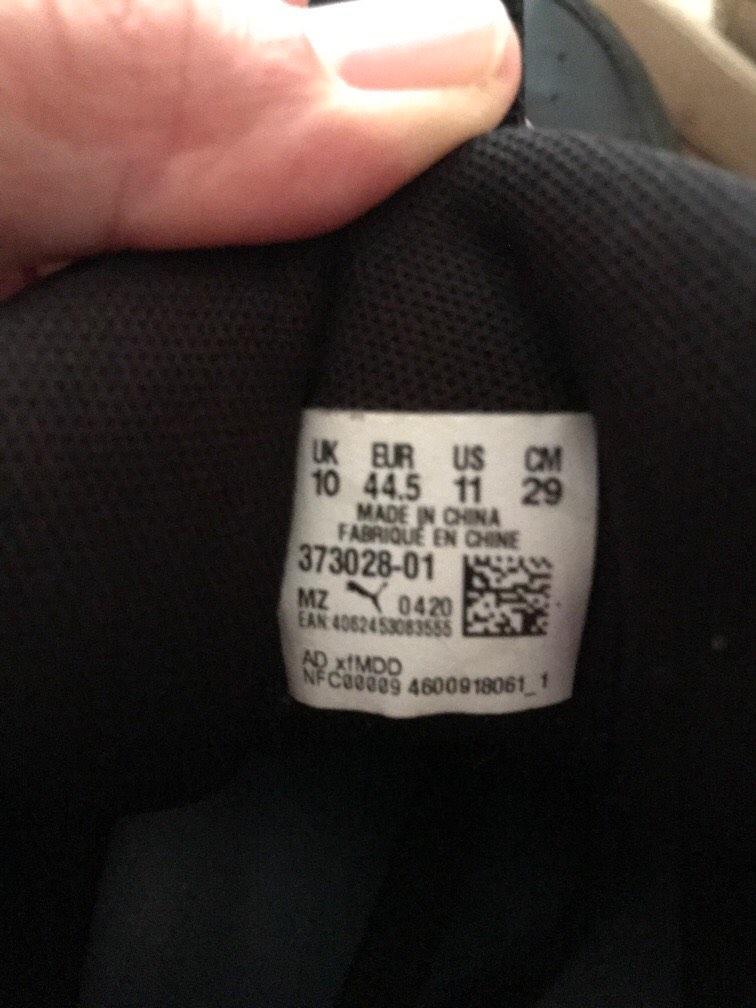 UK EUR US CM
10 44.5 11 29
MADE IN CHINA
FABRIQUÉ EN CHINE
373028-01
MZ 0420
EAN:4062453083555
AD xfMDD
NFC00009 4600918061_1